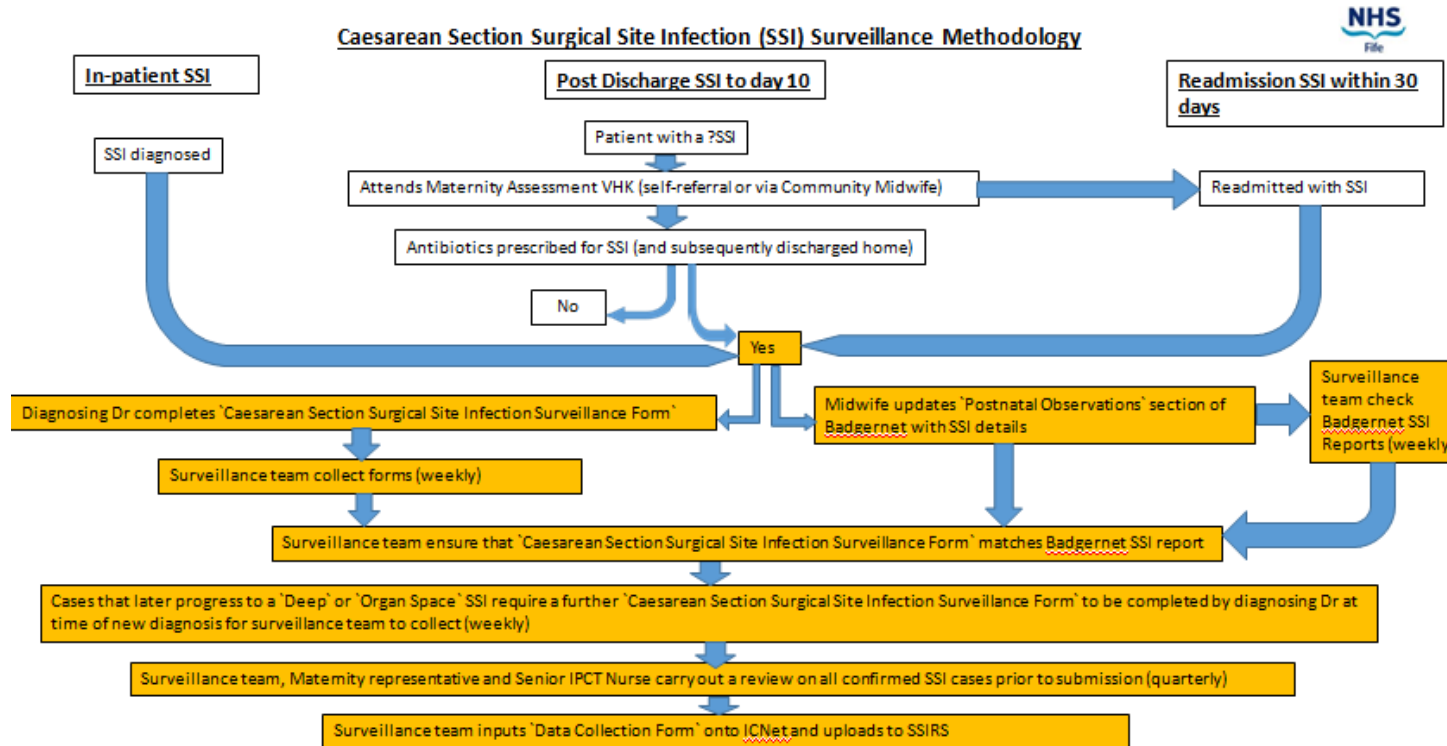 NHS
Fife
Caesarean Section Surgical Site Infection (SSI) Surveillance Methodology
In-patient SSI
Post Discharge SSI to day 10
Readmission SSI within 30
days
Patient with a ?SSI
SSI diagnosed
Attends Maternity Assessment VHK (self-referral or via Community Midwife)
Readmitted with SSI
Antibiotics prescribed for SSI (and subsequently discharged home)
No
Yes
Diagnosing Dr completes `Caesarean Section Surgical Site Infection Surveillance Form`
Midwife updates `Postnatal Observations` section of
Badgernet with SSI details
Surveillance
team check
Badgernet SSI
Reports (weekly
Surveillance team collect forms (weekly)
Surveillance team ensure that `Caesarean Section Surgical Site Infection Surveillance Form` matches Badgernet SSI report
Cases that later progress to a `Deep` or `Organ Space` SSI require a further `Caesarean Section Surgical Site Infection Surveillance Form` to be completed by diagnosing Dr at
time of new diagnosis for surveillance team to collect (weekly)
Surveillance team, Maternity representative and Senior IPCT Nurse carry out a review on all confirmed SSI cases prior to submission (quarterly)
Surveillance team inputs `Data Collection Form` onto ICNet and uploads to SSIRS